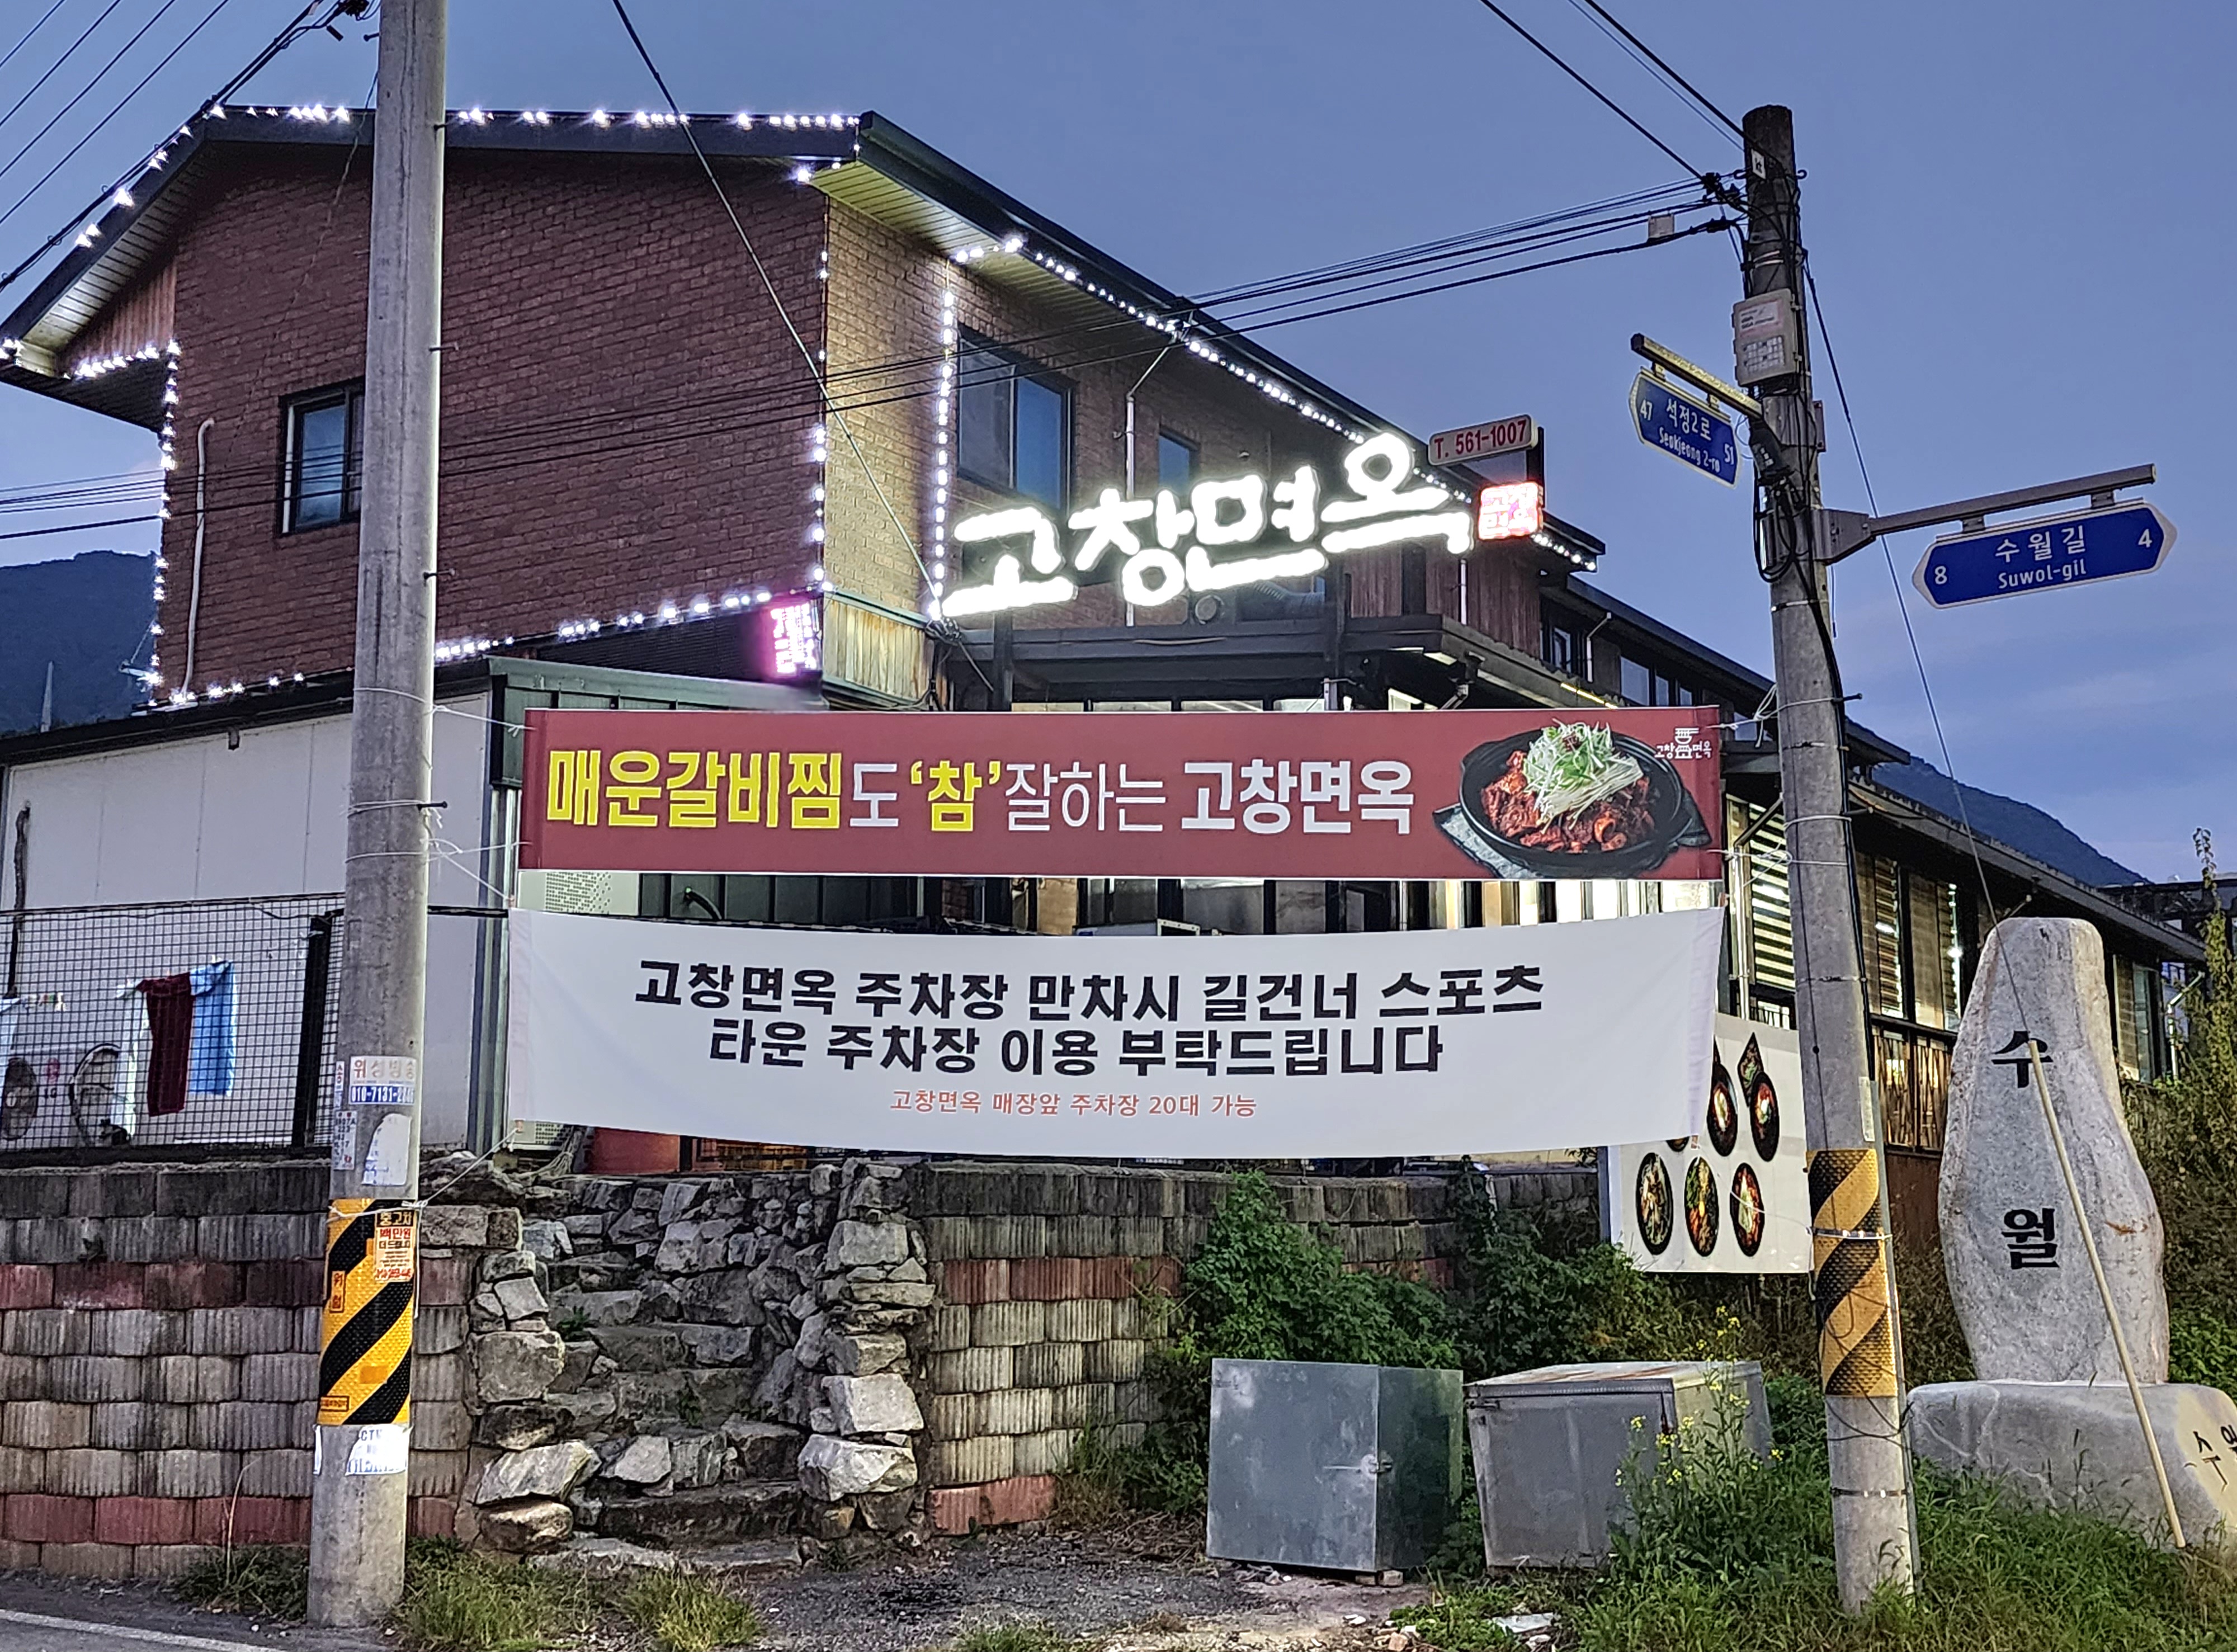 T. 561-1007
고창면옥
47 석정2로 51
Seokjeong 2-ro
수월길
8 Suwol-gil 4
매운갈비찜도 '참' 잘하는 고창면옥
고창면옥
고창면옥 주차장 만차시 길건너 스포츠
타운 주차장 이용 부탁드립니다
고창면옥 매장앞 주차장 20대 가능
위성방송
수
월